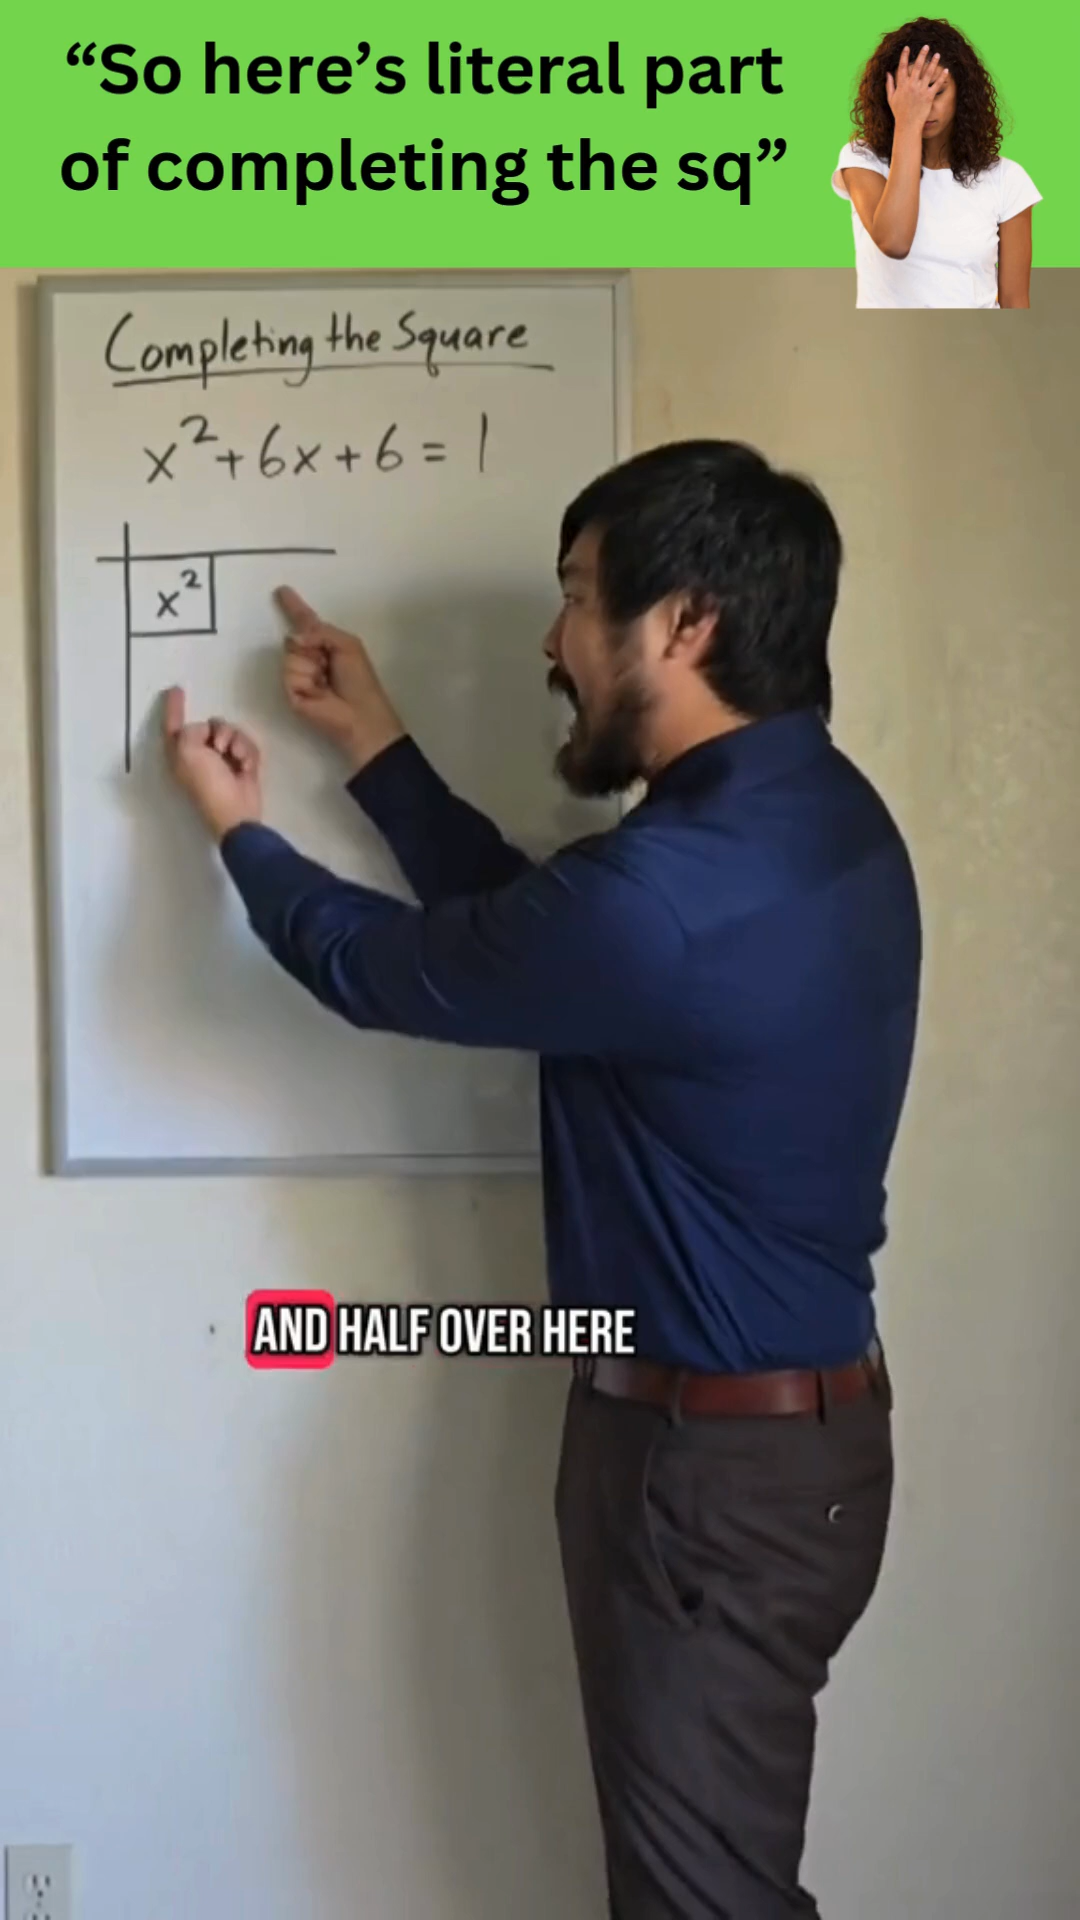 “So here’s literal part
of completing the sq”
Completing the Square
x²+6x+6=1
x²
AND HALF OVER HERE